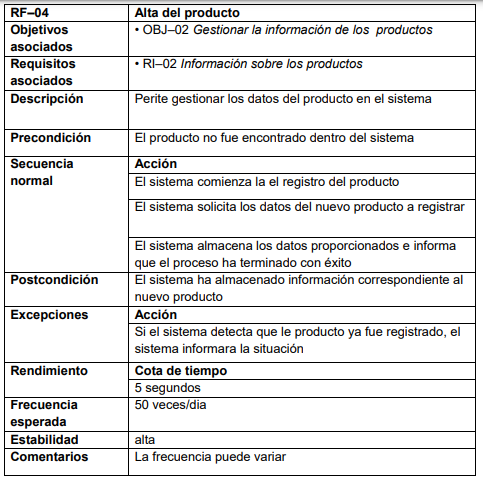 RF–04 Alta del producto
Objetivos • OBJ–02 Gestionar la información de los productos
asociados
Requisitos • RI–02 Información sobre los productos
asociados
Descripción Perite gestionar los datos del producto en el sistema
Precondición El producto no fue encontrado dentro del sistema
Secuencia Acción
normal El sistema comienza la el registro del producto
El sistema solicita los datos del nuevo producto a registrar
El sistema almacena los datos proporcionados e informa
que el proceso ha terminado con éxito
Postcondición El sistema ha almacenado información correspondiente al
nuevo producto
Excepciones Acción
Si el sistema detecta que le producto ya fue registrado, el
sistema informara la situación
Rendimiento Cota de tiempo
5 segundos
Frecuencia 50 veces/dia
esperada
Estabilidad alta
Comentarios La frecuencia puede variar